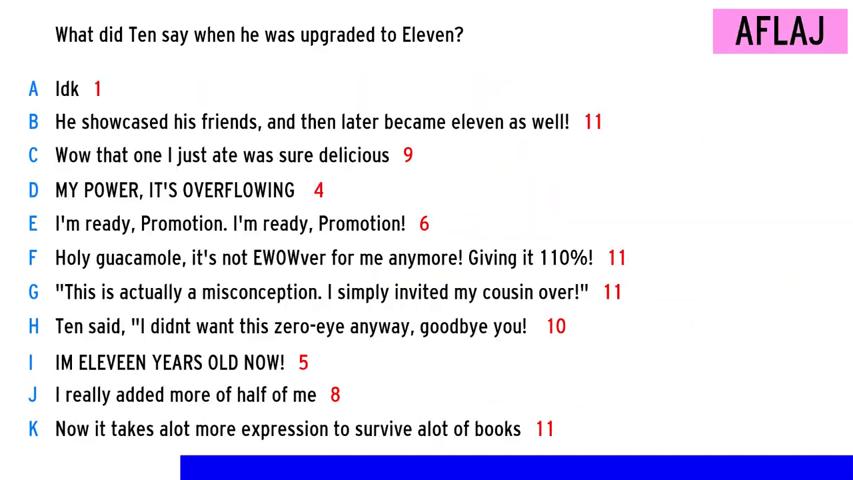 What did Ten say when he was upgraded to Eleven?
AFLAJ
A Idk 1
B He showcased his friends, and then later became eleven as well! 11
C Wow that one I just ate was sure delicious 9
D MY POWER, IT'S OVERFLOWING 4
E I'm ready, Promotion. I'm ready, Promotion! 6
F Holy guacamole, it's not EWOWver for me anymore! Giving it 110%! 11
G "This is actually a misconception. I simply invited my cousin over!" 11
H Ten said, "I didnt want this zero-eye anyway, goodbye you! 10
I IM ELEVEEN YEARS OLD NOW! 5
J I really added more of half of me 8
K Now it takes alot more expression to survive alot of books 11